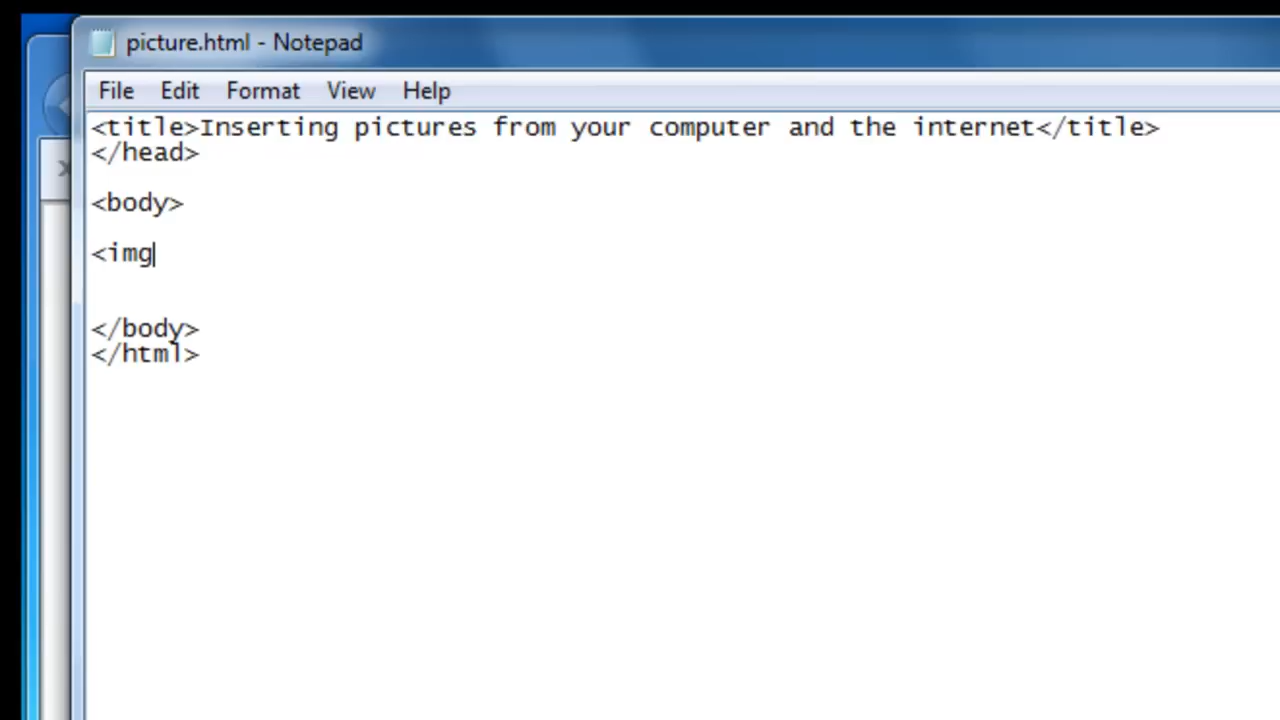 picture.html - Notepad
File Edit Format View Help
<title>Inserting pictures from your computer and the internet</title>
</head>
<body>
<img
</body>
</html>